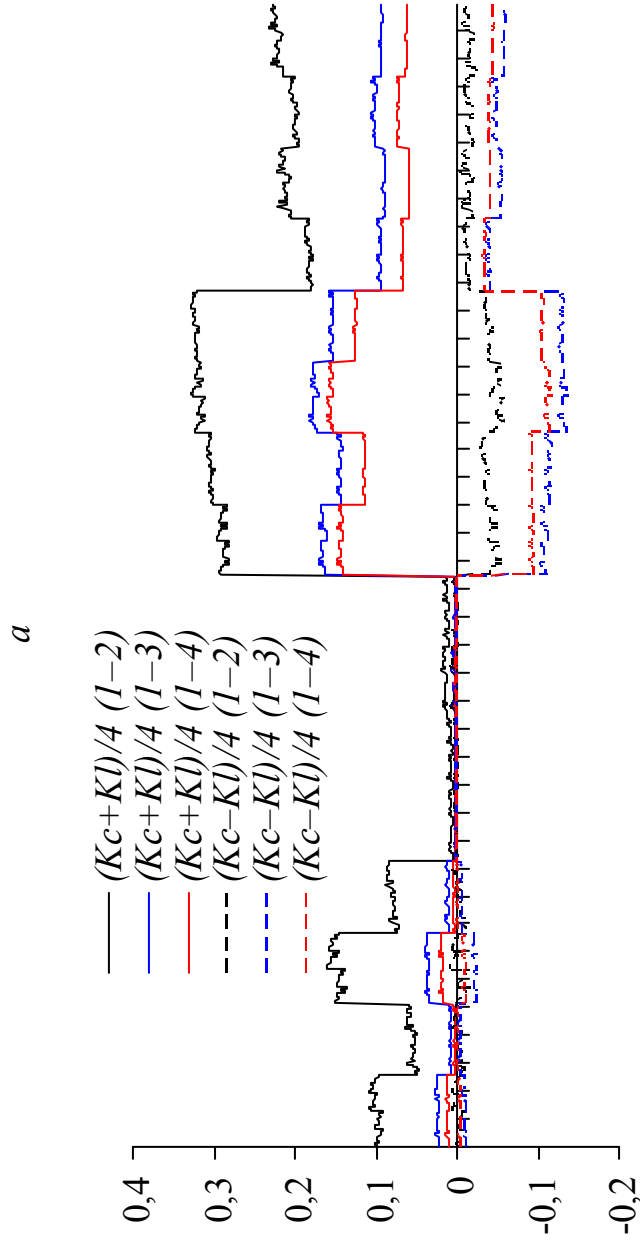 a
(Kc+Kl)/4 (1–2)
(Kc+Kl)/4 (1–3)
(Kc+Kl)/4 (1–4)
(Kc–Kl)/4 (1–2)
(Kc–Kl)/4 (1–3)
(Kc–Kl)/4 (1–4)
0,4
0,3
0,2
0,1
0
-0,1
-0,2